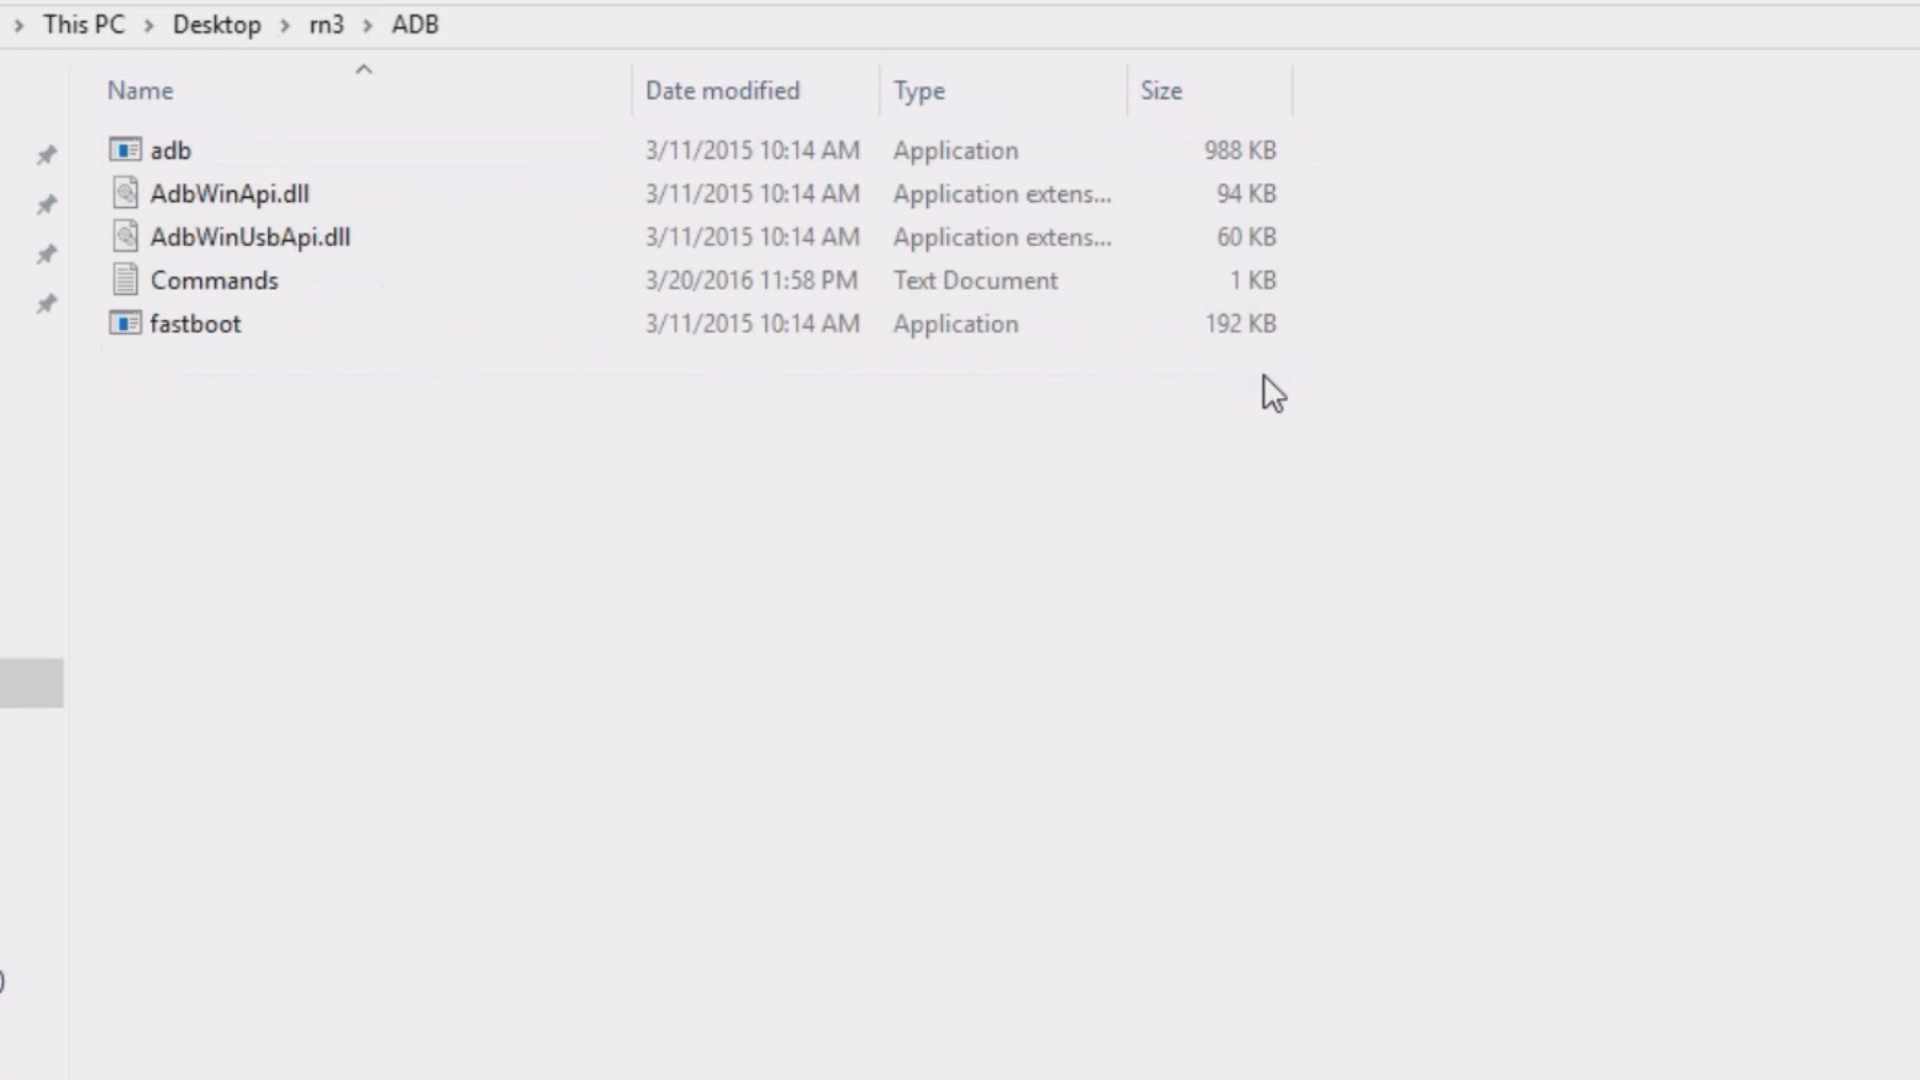 This PC > Desktop > rn3 > ADB
Name Date modified Type Size
adb 3/11/2015 10:14 AM Application 988 KB
AdbWinApi.dll 3/11/2015 10:14 AM Application extens... 94 KB
AdbWinUsbApi.dll 3/11/2015 10:14 AM Application extens... 60 KB
Commands 3/20/2016 11:58 PM Text Document 1 KB
fastboot 3/11/2015 10:14 AM Application 192 KB
)